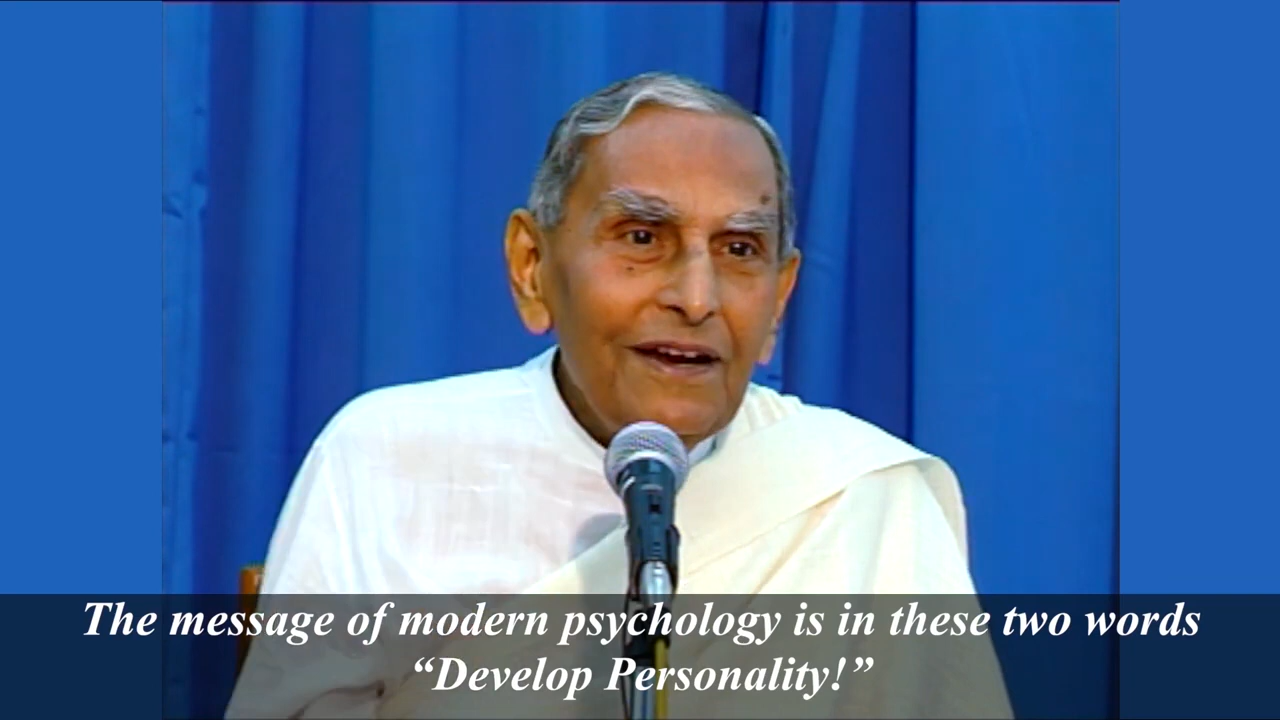 The message of modern psychology is in these two words
“Develop Personality!”